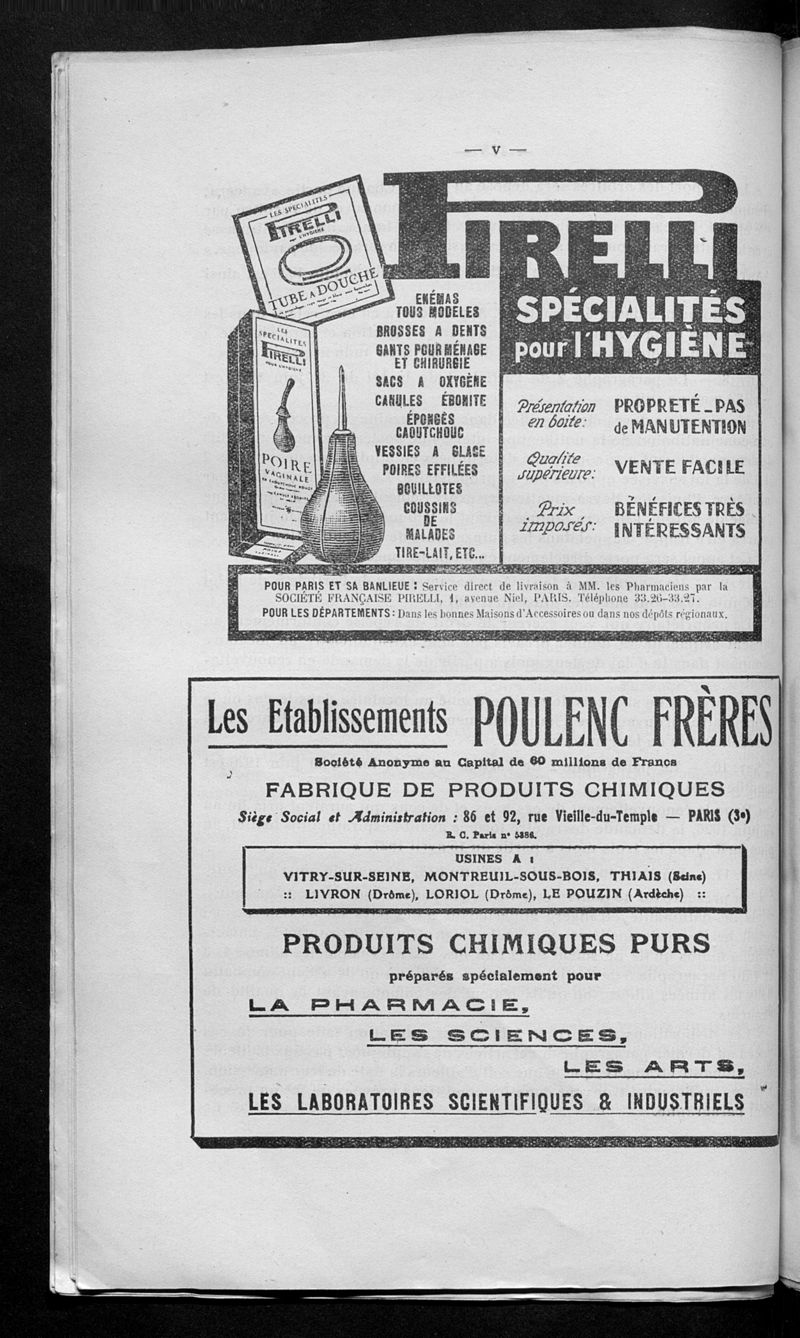 — V —
PIRELLI
SPÉCIALITÉS
pour l'HYGIÈNE
LES SPÉCIALITÉS
PIRELLI
POUR L'HYGIÈNE
TUBE A DOUCHE
LES
SPÉCIALITÉS
PIRELLI
POUR L'HYGIÈNE
POIRE
VAGINALE
ENÉMAS
TOUS MODELES
BROSSES A DENTS
GANTS POUR MÉNAGE
ET CHIRURGIE
SACS A OXYGÈNE
CANULES ÉBONITE
ÉPONGES
CAOUTCHOUC
VESSIES A GLACE
POIRES EFFILÉES
BOUILLOTES
COUSSINS
DE
MALADES
TIRE-LAIT, ETC...
Présentation en boite: PROPRETÉ_PAS de MANUTENTION
Qualité supérieure: VENTE FACILE
Prix imposés: BÉNÉFICES TRÈS INTÉRESSANTS
POUR PARIS ET SA BANLIEUE : Service direct de livraison à MM. les Pharmaciens par la
SOCIÉTÉ FRANÇAISE PIRELLI, 1, avenue Niel, PARIS. Téléphone 33.26-33.27.
POUR LES DÉPARTEMENTS : Dans les bonnes Maisons d'Accessoires ou dans nos dépôts régionaux.
Les Etablissements POULENC FRÈRES
Société Anonyme au Capital de 60 millions de Francs
FABRIQUE DE PRODUITS CHIMIQUES
Siège Social et Administration : 86 et 92, rue Vieille-du-Temple — PARIS (3e)
R. C. Paris n° 5386.
USINES A :
VITRY-SUR-SEINE, MONTREUIL-SOUS-BOIS, THIAIS (Seine)
:: LIVRON (Drôme), LORIOL (Drôme), LE POUZIN (Ardèche) ::
PRODUITS CHIMIQUES PURS
préparés spécialement pour
LA PHARMACIE,
LES SCIENCES,
LES ARTS,
LES LABORATOIRES SCIENTIFIQUES & INDUSTRIELS